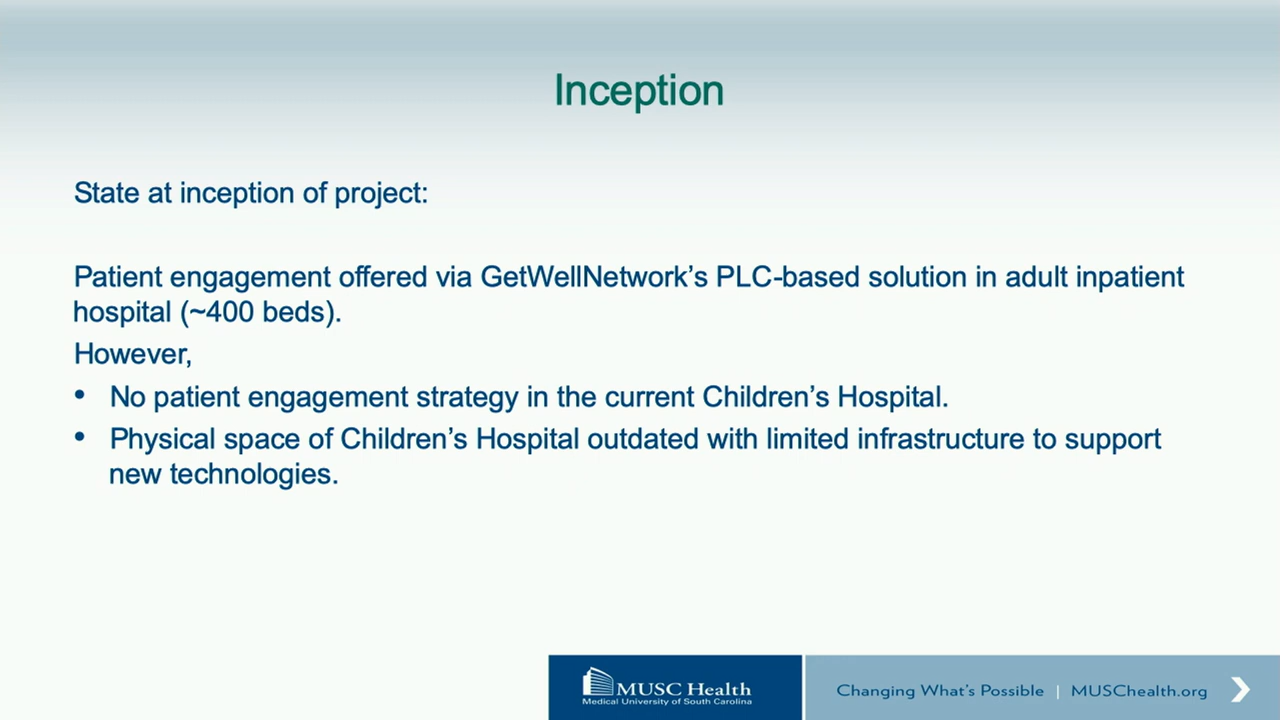 Inception
State at inception of project:
Patient engagement offered via GetWellNetwork’s PLC-based solution in adult inpatient
hospital (~400 beds).
However,
• No patient engagement strategy in the current Children’s Hospital.
• Physical space of Children’s Hospital outdated with limited infrastructure to support
new technologies.
MUSC Health
Medical University of South Carolina
Changing What’s Possible | MUSChealth.org